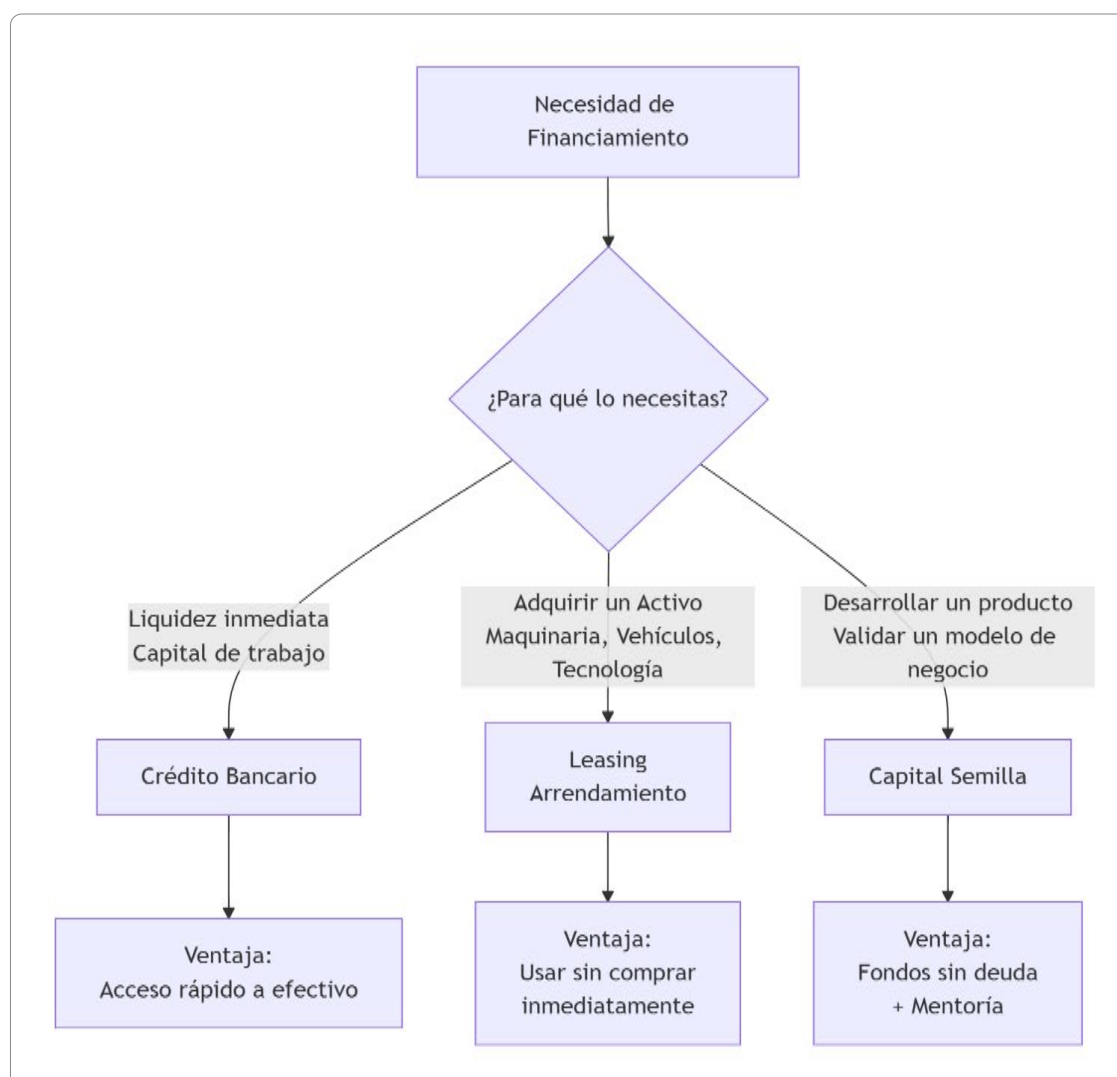 Necesidad de
Financiamiento
¿Para qué lo necesitas?
Liquidez inmediata
Capital de trabajo
Adquirir un Activo
Maquinaria, Vehículos,
Tecnología
Desarrollar un producto
Validar un modelo de
negocio
Crédito Bancario
Leasing
Arrendamiento
Capital Semilla
Ventaja:
Acceso rápido a efectivo
Ventaja:
Usar sin comprar
inmediatamente
Ventaja:
Fondos sin deuda
+ Mentoría